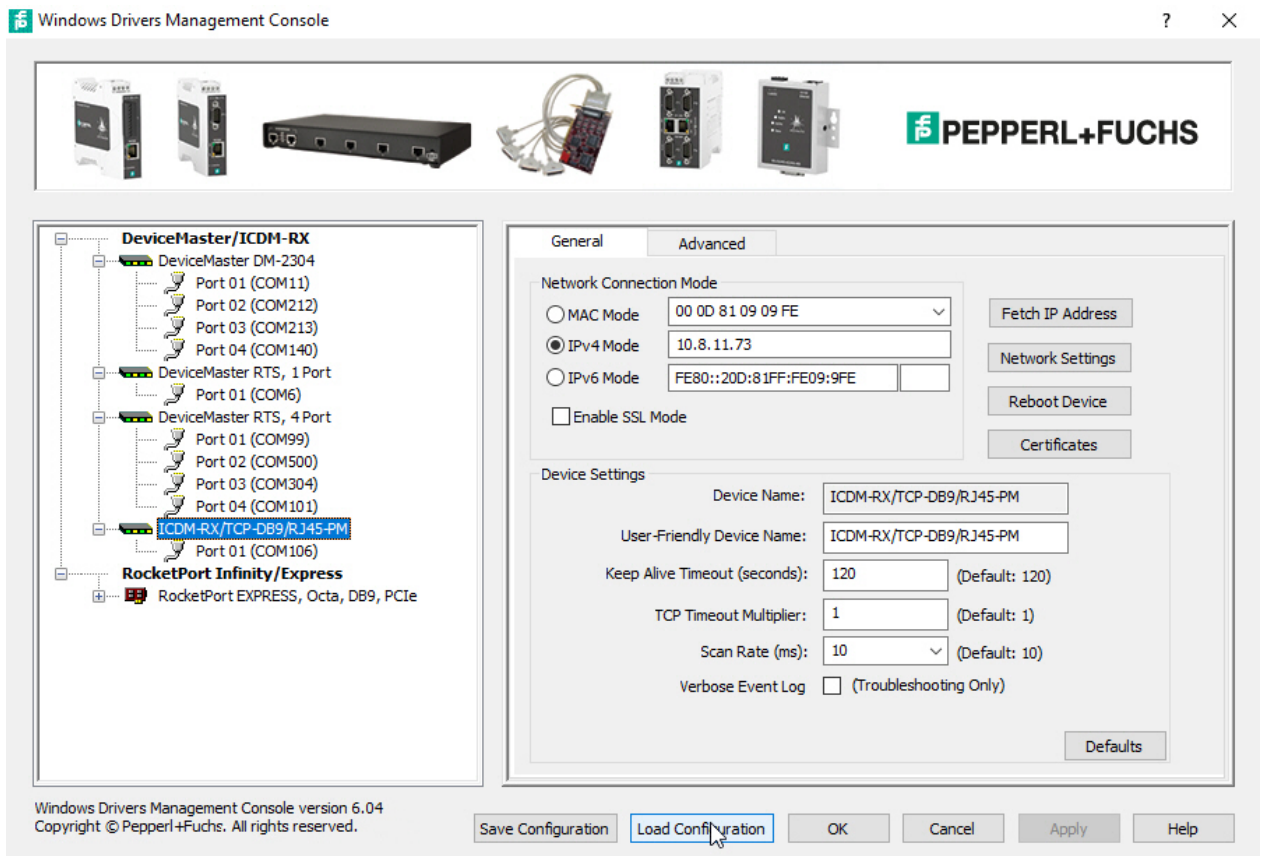 Windows Drivers Management Console
PEPPERL+FUCHS
DeviceMaster/ICDM-RX
DeviceMaster DM-2304
Port 01 (COM11)
Port 02 (COM212)
Port 03 (COM213)
Port 04 (COM140)
DeviceMaster RTS, 1 Port
Port 01 (COM6)
DeviceMaster RTS, 4 Port
Port 01 (COM99)
Port 02 (COM500)
Port 03 (COM304)
Port 04 (COM101)
ICDM-RX/TCP-DB9/RJ45-PM
Port 01 (COM106)
RocketPort Infinity/Express
RocketPort EXPRESS, Octa, DB9, PCIe
General Advanced
Network Connection Mode
MAC Mode 00 0D 81 09 09 FE
IPv4 Mode 10.8.11.73
IPv6 Mode FE80::20D:81FF:FE09:9FE
Enable SSL Mode
Fetch IP Address
Network Settings
Reboot Device
Certificates
Device Settings
Device Name: ICDM-RX/TCP-DB9/RJ45-PM
User-Friendly Device Name: ICDM-RX/TCP-DB9/RJ45-PM
Keep Alive Timeout (seconds): 120 (Default: 120)
TCP Timeout Multiplier: 1 (Default: 1)
Scan Rate (ms): 10 (Default: 10)
Verbose Event Log (Troubleshooting Only)
Defaults
Windows Drivers Management Console version 6.04
Copyright © Pepperl+Fuchs. All rights reserved.
Save Configuration Load Configuration OK Cancel Apply Help